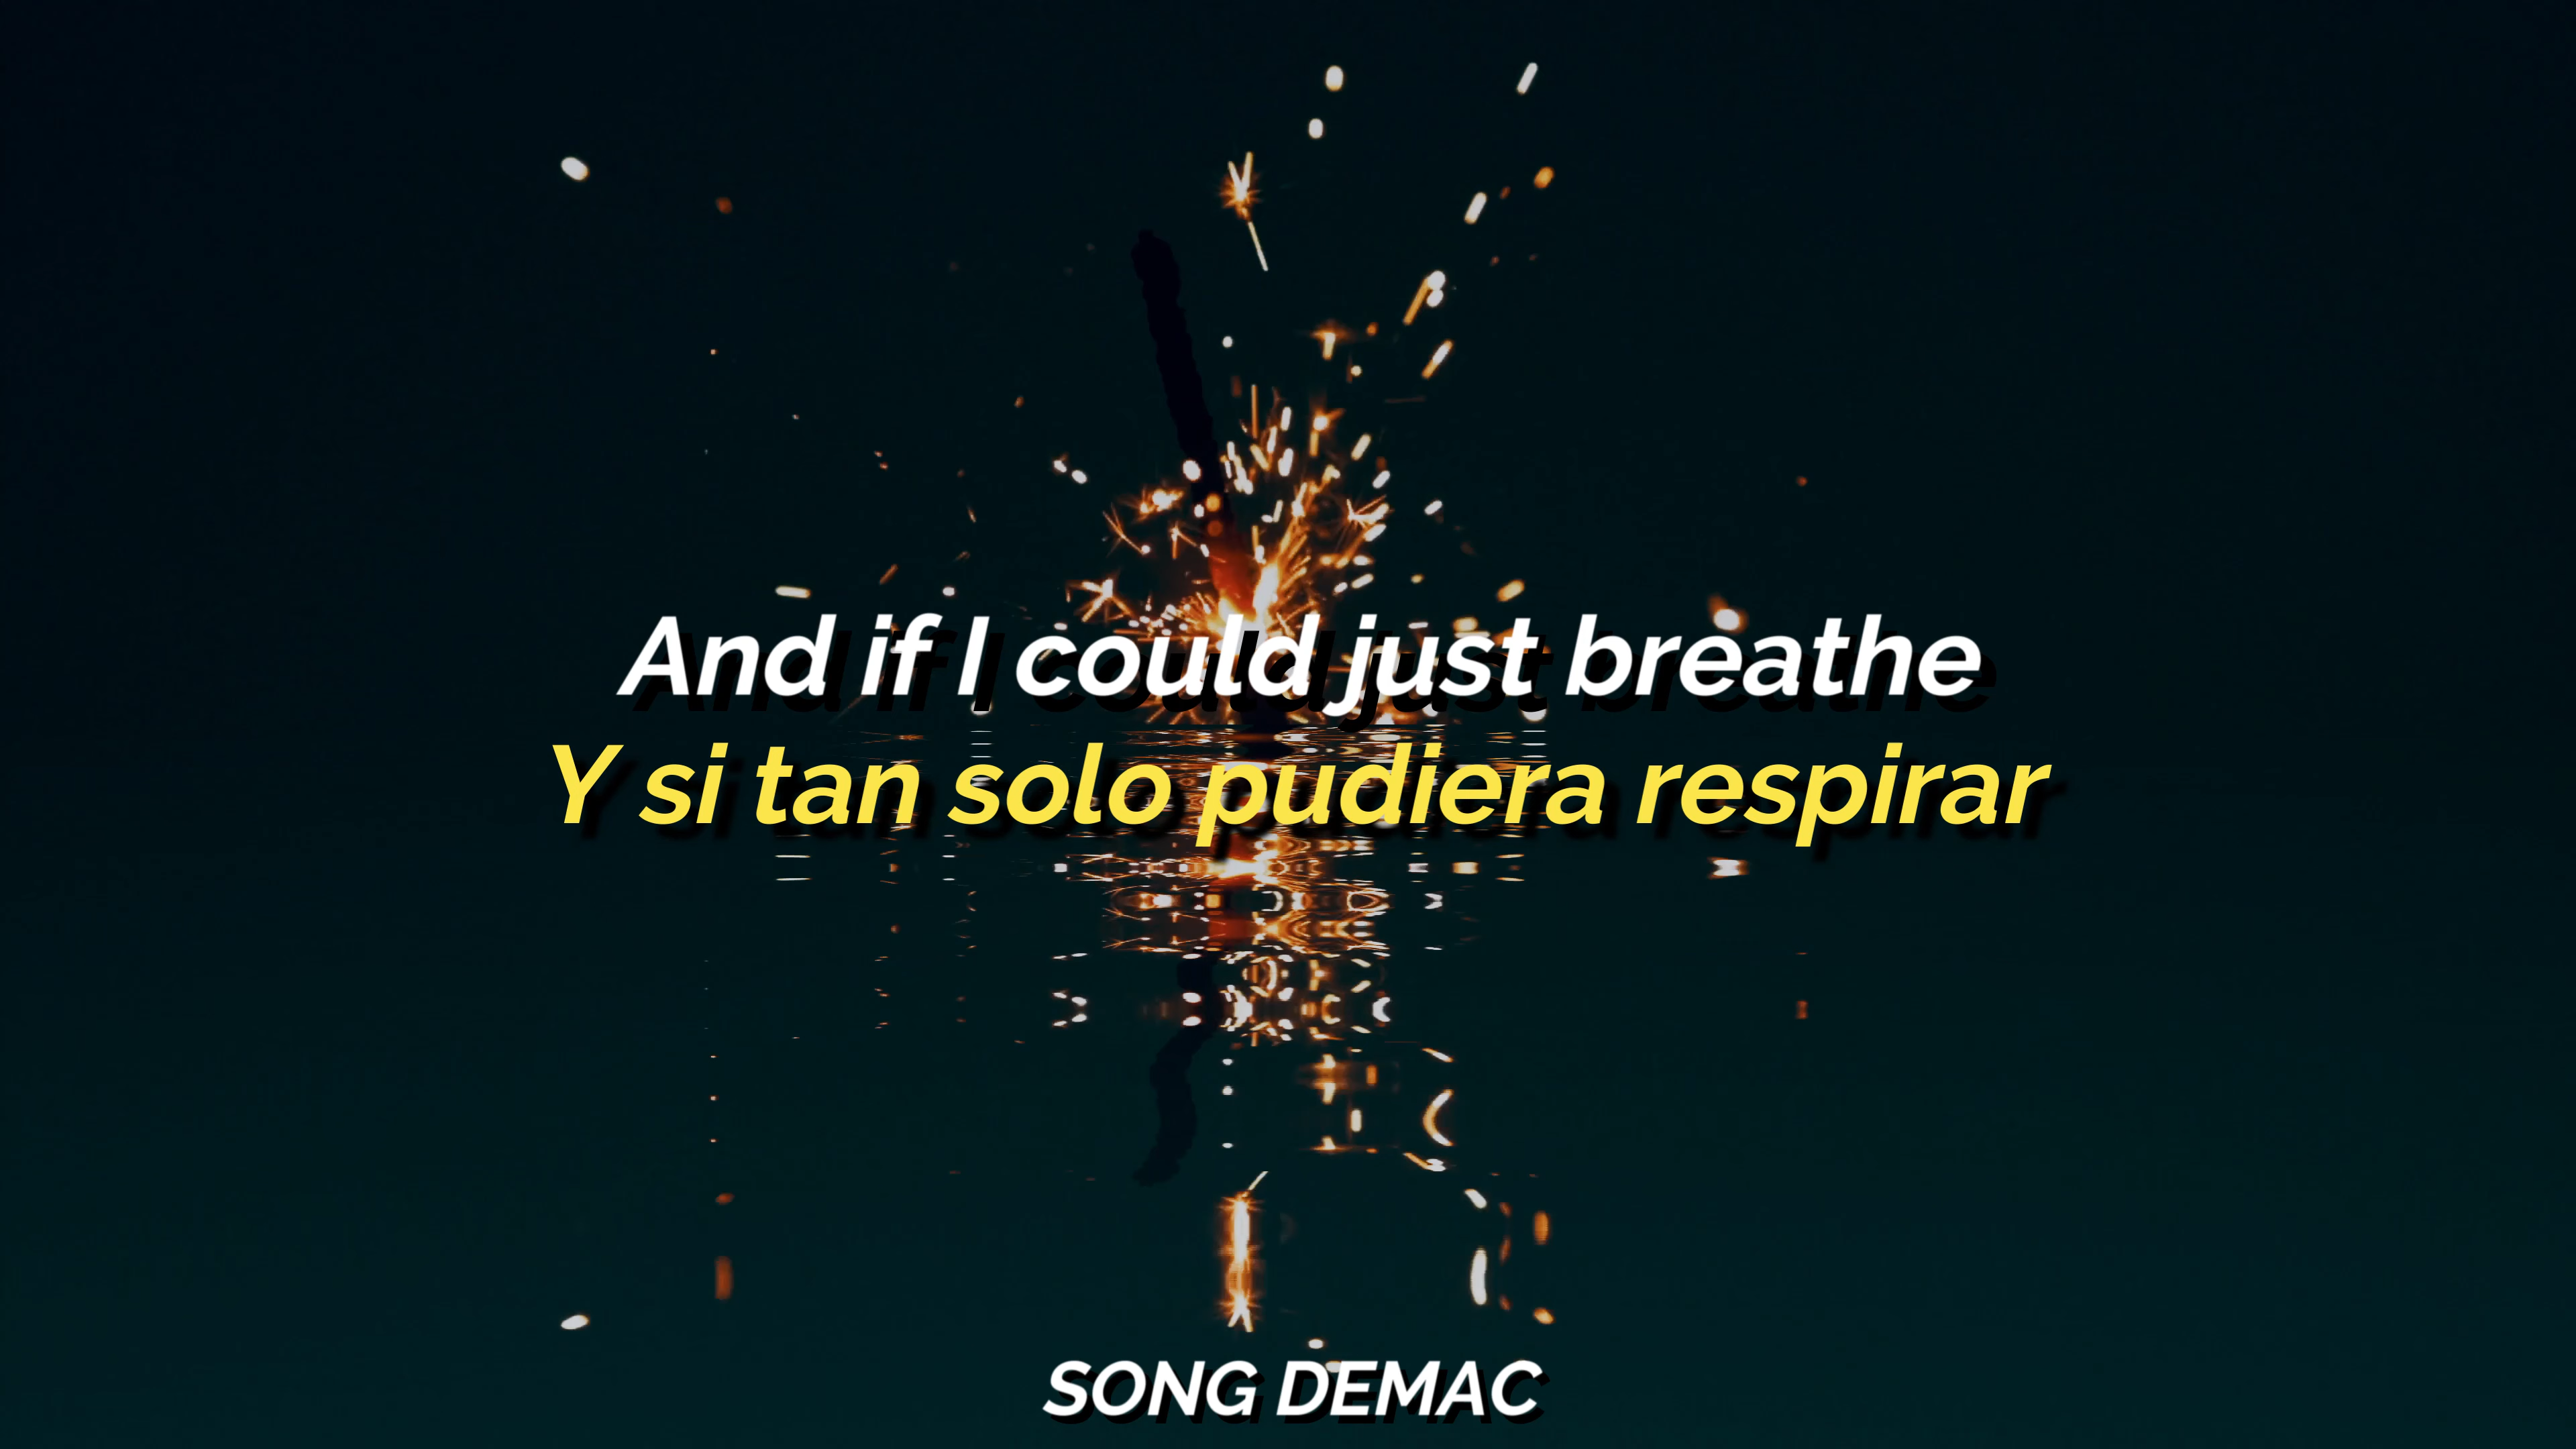 And if I could just breathe
Y si tan solo pudiera respirar
SONG DEMAC